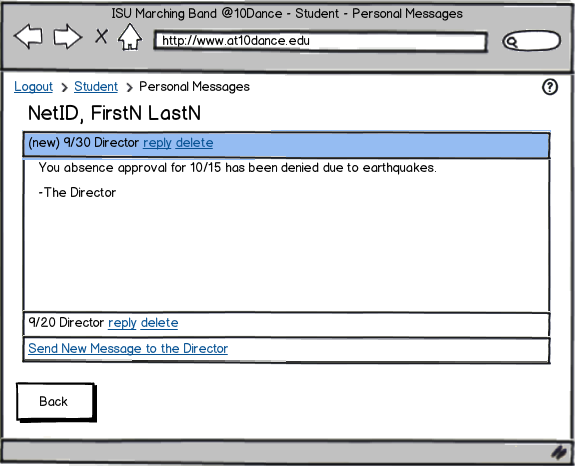 ISU Marching Band @10Dance - Student - Personal Messages
http://www.at10dance.edu
Logout > Student > Personal Messages
?
NetID, FirstN LastN
(new) 9/30 Director reply delete
You absence approval for 10/15 has been denied due to earthquakes.
-The Director
9/20 Director reply delete
Send New Message to the Director
Back